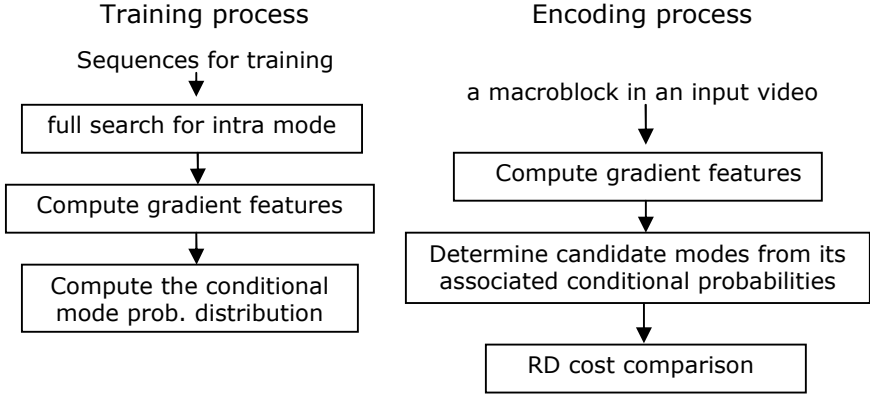 Training process
Sequences for training
full search for intra mode
Compute gradient features
Compute the conditional
mode prob. distribution
Encoding process
a macroblock in an input video
Compute gradient features
Determine candidate modes from its
associated conditional probabilities
RD cost comparison